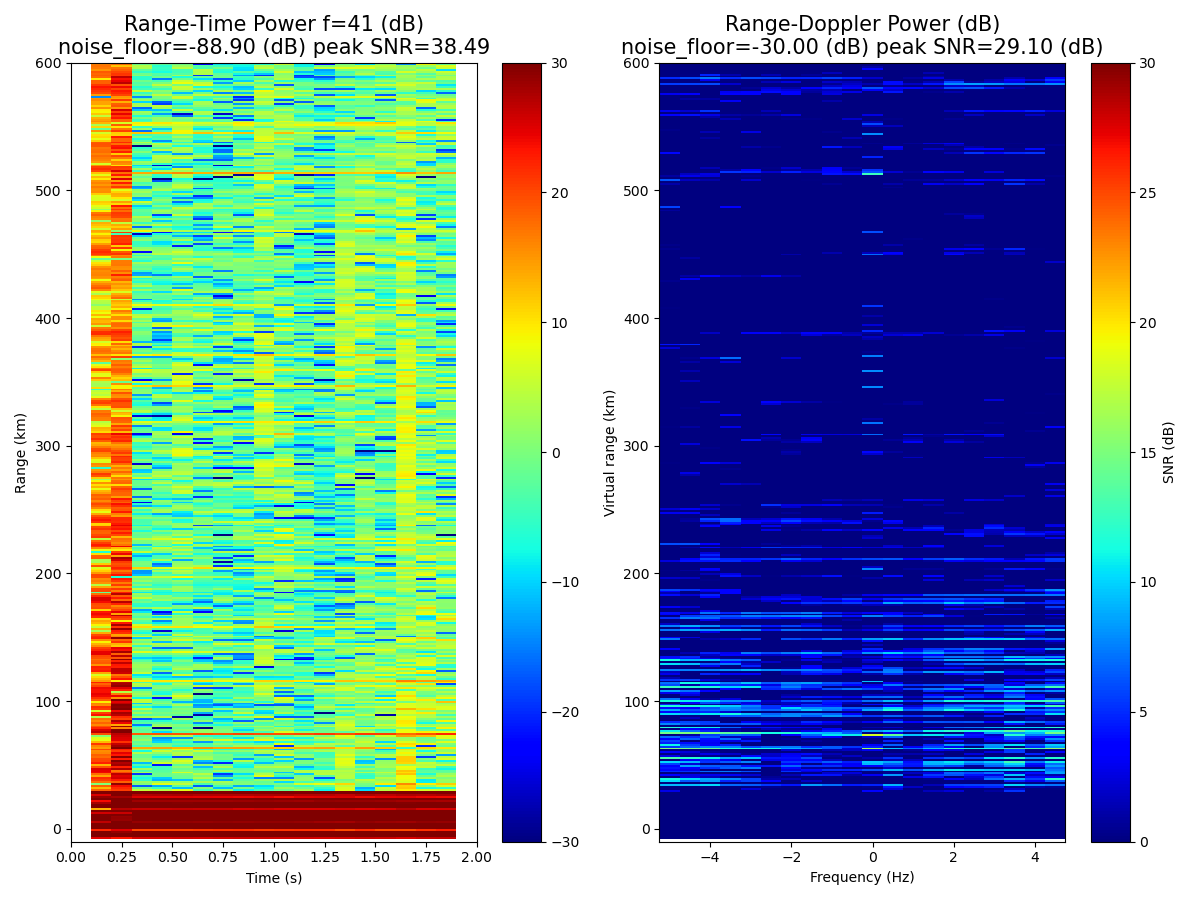 Range-Time Power f=41 (dB)
noise_floor=-88.90 (dB) peak SNR=38.49
Range (km)
600
500
400
300
200
100
0
0.00 0.25 0.50 0.75 1.00 1.25 1.50 1.75 2.00
Time (s)
30
20
10
0
−10
−20
−30
Range-Doppler Power (dB)
noise_floor=-30.00 (dB) peak SNR=29.10 (dB)
Virtual range (km)
600
500
400
300
200
100
0
−4 −2 0 2 4
Frequency (Hz)
30
25
20
15
10
5
0
SNR (dB)